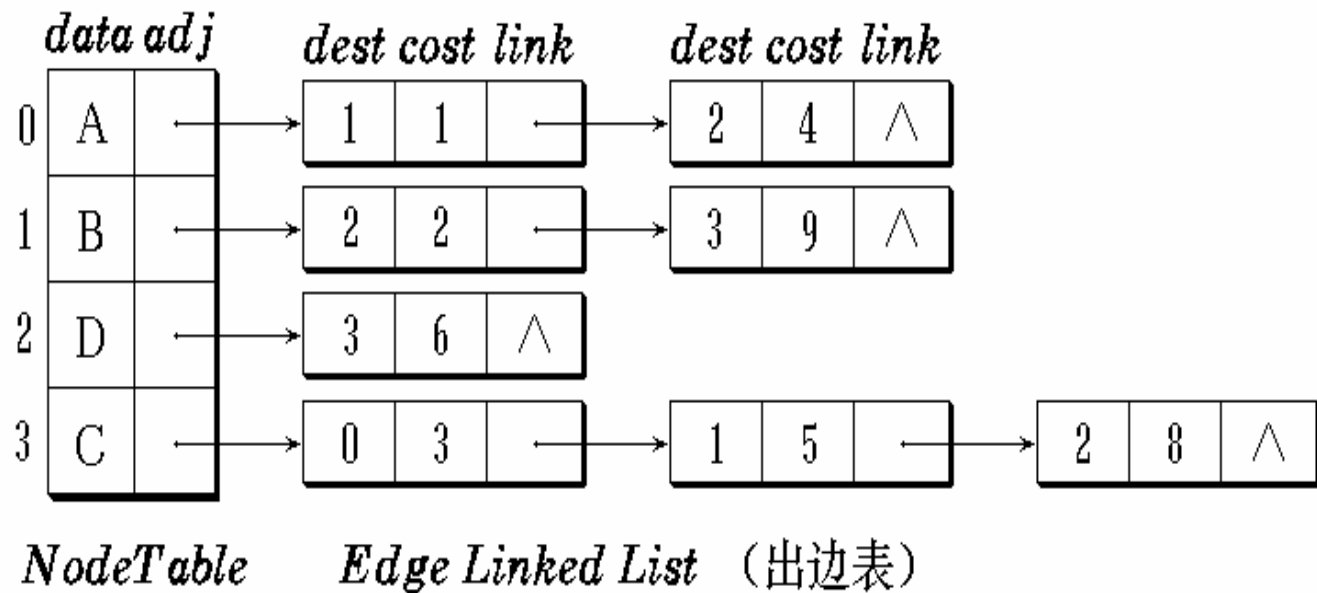 data adj dest cost link dest cost link
0 A 1 1 2 4 ∧
1 B 2 2 3 9 ∧
2 D 3 6 ∧
3 C 0 3 1 5 2 8 ∧
NodeTable Edge Linked List (出边表)